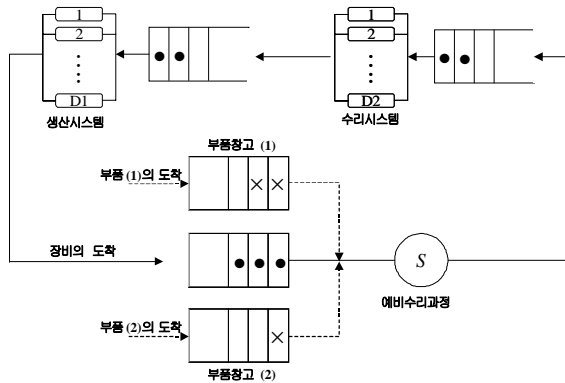 1
2
D1
생산시스템
1
2
D2
수리시스템
부품창고 (1)
부품 (1)의 도착
장비의 도착
S
예비수리과정
부품 (2)의 도착
부품창고 (2)